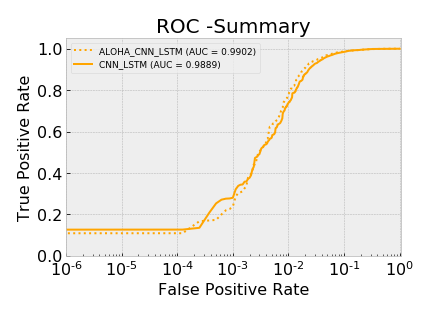 ROC -Summary
ALOHA_CNN_LSTM (AUC = 0.9902)
CNN_LSTM (AUC = 0.9889)
True Positive Rate
1.0
0.8
0.6
0.4
0.2
0.0
10⁻⁶ 10⁻⁵ 10⁻⁴ 10⁻³ 10⁻² 10⁻¹ 10⁰
False Positive Rate